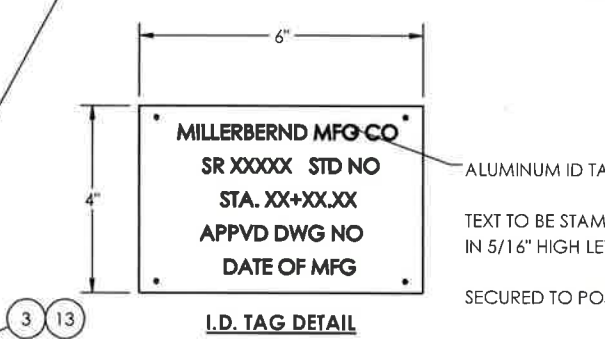 6"
MILLERBERND MFG CO
SR XXXXX STD NO
STA. XX+XX.XX
APPVD DWG NO
DATE OF MFG
4"
ALUMINUM ID TA
TEXT TO BE STAM
IN 5/16" HIGH LE
SECURED TO PO
3 13
I.D. TAG DETAIL